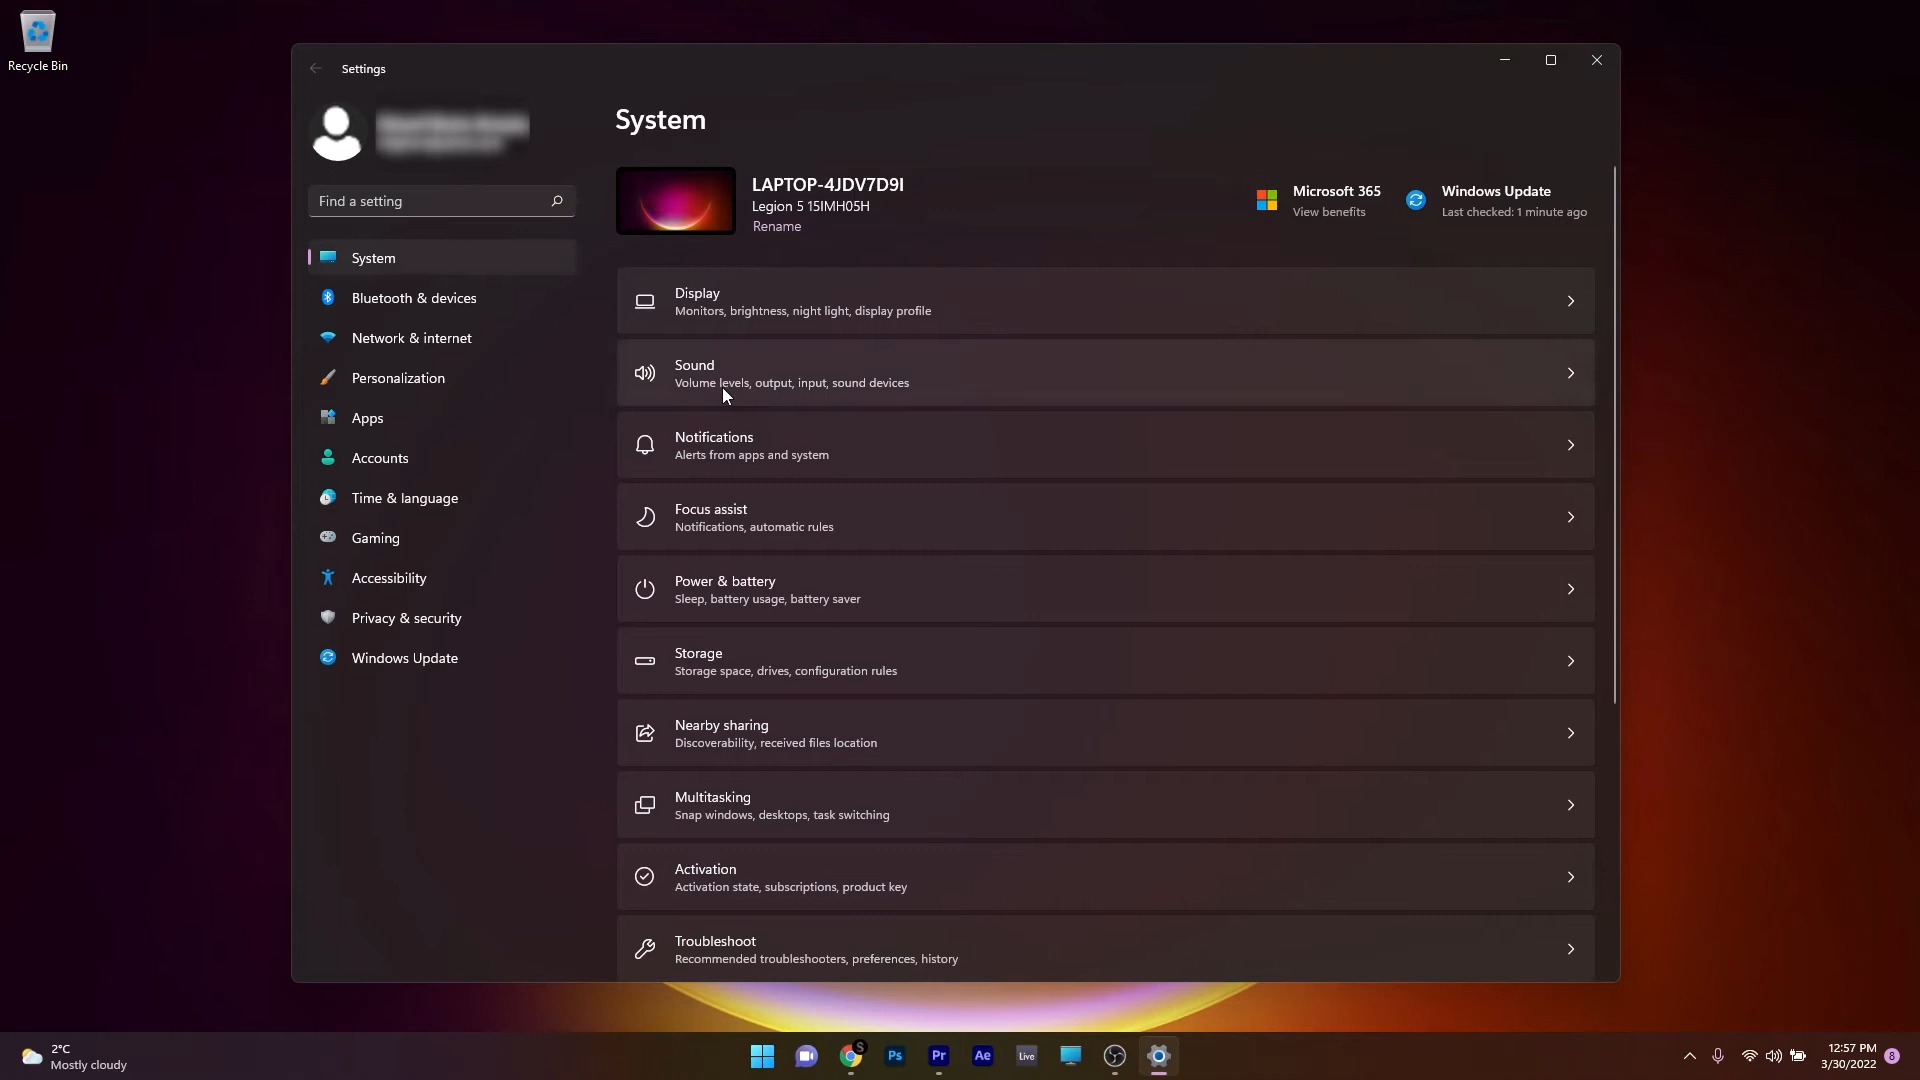 Recycle Bin
Settings
Find a setting
System
Bluetooth & devices
Network & internet
Personalization
Apps
Accounts
Time & language
Gaming
Accessibility
Privacy & security
Windows Update
System
LAPTOP-4JDV7D9I
Legion 5 15IMH05H
Rename
Microsoft 365
View benefits
Windows Update
Last checked: 1 minute ago
Display
Monitors, brightness, night light, display profile
Sound
Volume levels, output, input, sound devices
Notifications
Alerts from apps and system
Focus assist
Notifications, automatic rules
Power & battery
Sleep, battery usage, battery saver
Storage
Storage space, drives, configuration rules
Nearby sharing
Discoverability, received files location
Multitasking
Snap windows, desktops, task switching
Activation
Activation state, subscriptions, product key
Troubleshoot
Recommended troubleshooters, preferences, history
2°C
Mostly cloudy
S
Ps
Pr
Ae
Live
12:57 PM
3/30/2022
8